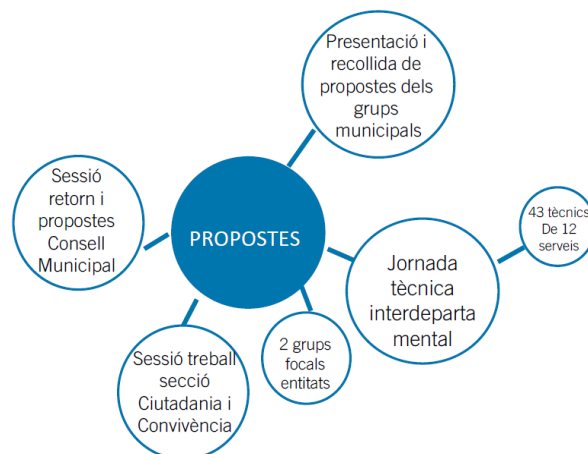 Presentació i
recollida de
propostes dels
grups
municipals
Sessió
retorn i
propostes
Consell
Municipal
PROPOSTES
43 tècnics
De 12
serveis
Jornada
tècnica
interdeparta
mental
2 grups
focals
entitats
Sessió treball
secció
Ciutadania i
Convivència